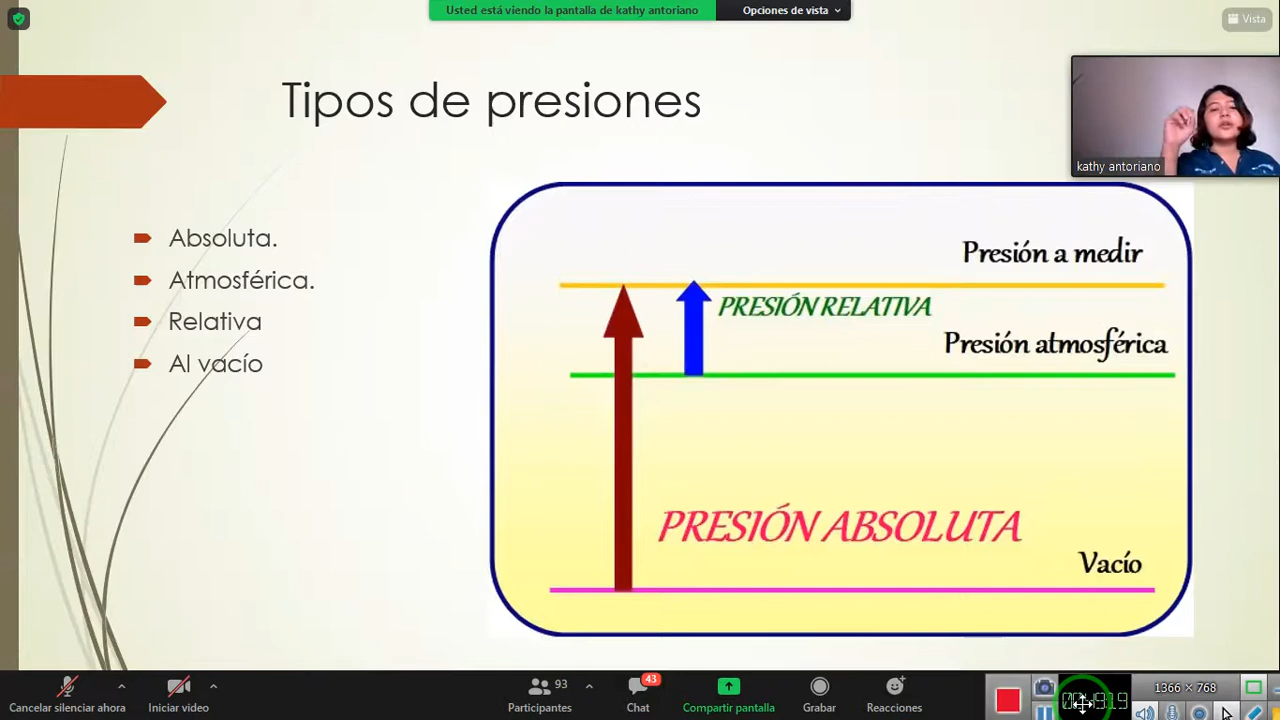 Usted está viendo la pantalla de kathy antoriano
Opciones de vista
Vista
Tipos de presiones
kathy antoriano
Absoluta.
Atmosférica.
Relativa
Al vacío
Presión a medir
PRESIÓN RELATIVA
Presión atmosférica
PRESIÓN ABSOLUTA
Vacío
Cancelar silenciar ahora
Iniciar video
93
Participantes
43
Chat
Compartir pantalla
Grabar
Reacciones
1366 × 768